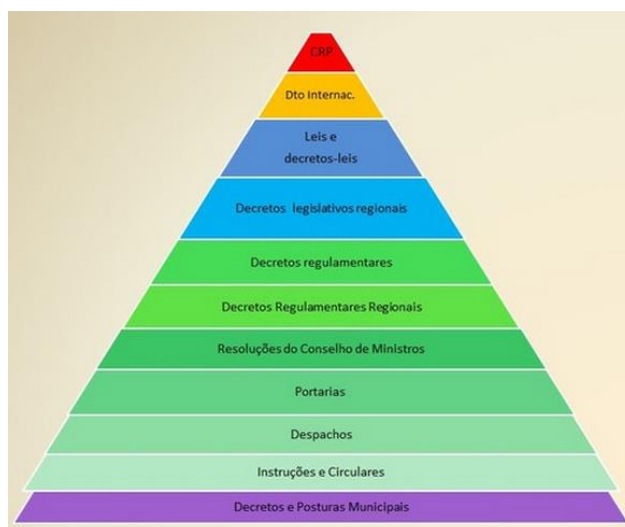 CRP
Dto Internac.
Leis e
decretos-leis
Decretos legislativos regionais
Decretos regulamentares
Decretos Regulamentares Regionais
Resoluções do Conselho de Ministros
Portarias
Despachos
Instruções e Circulares
Decretos e Posturas Municipais